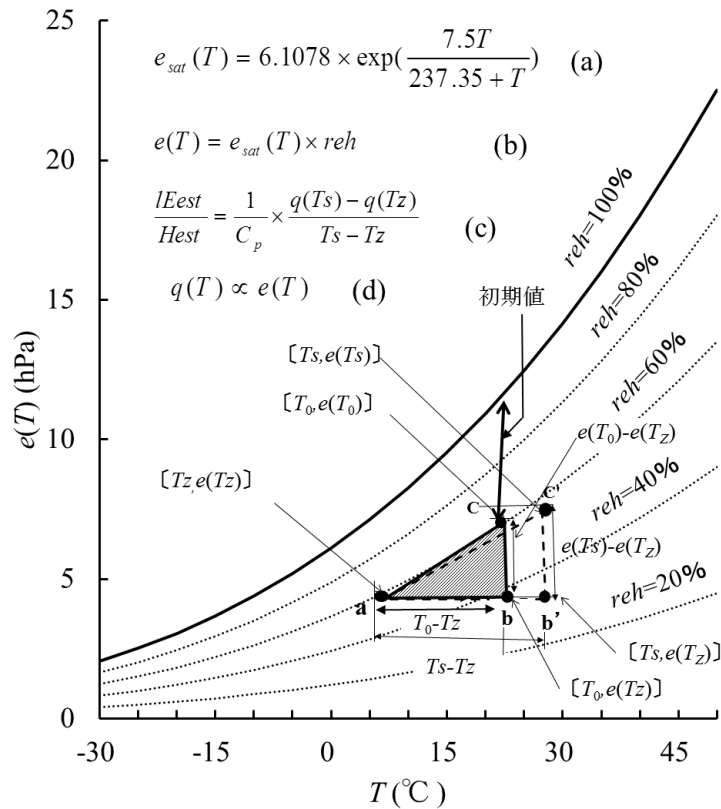 25
e_sat(T) = 6.1078 × exp(7.5T / 237.35 + T) (a)
e(T) = e_sat(T) × reh (b)
lEest / Hest = 1 / C_p × q(Ts) − q(Tz) / Ts − Tz (c)
q(T) ∝ e(T) (d)
20
15
10
5
0
e(T) (hPa)
reh=100%
reh=80%
reh=60%
reh=40%
reh=20%
初期値
〔Ts,e(Ts)〕
〔T₀,e(T₀)〕
e(T₀)-e(T_Z)
〔Tz,e(Tz)〕
C
C'
e(Ts)-e(T_Z)
a
T₀-Tz
b
b’
〔Ts,e(T_Z)〕
Ts-Tz
〔T₀,e(Tz)〕
-30
-15
0
15
30
45
T(℃)